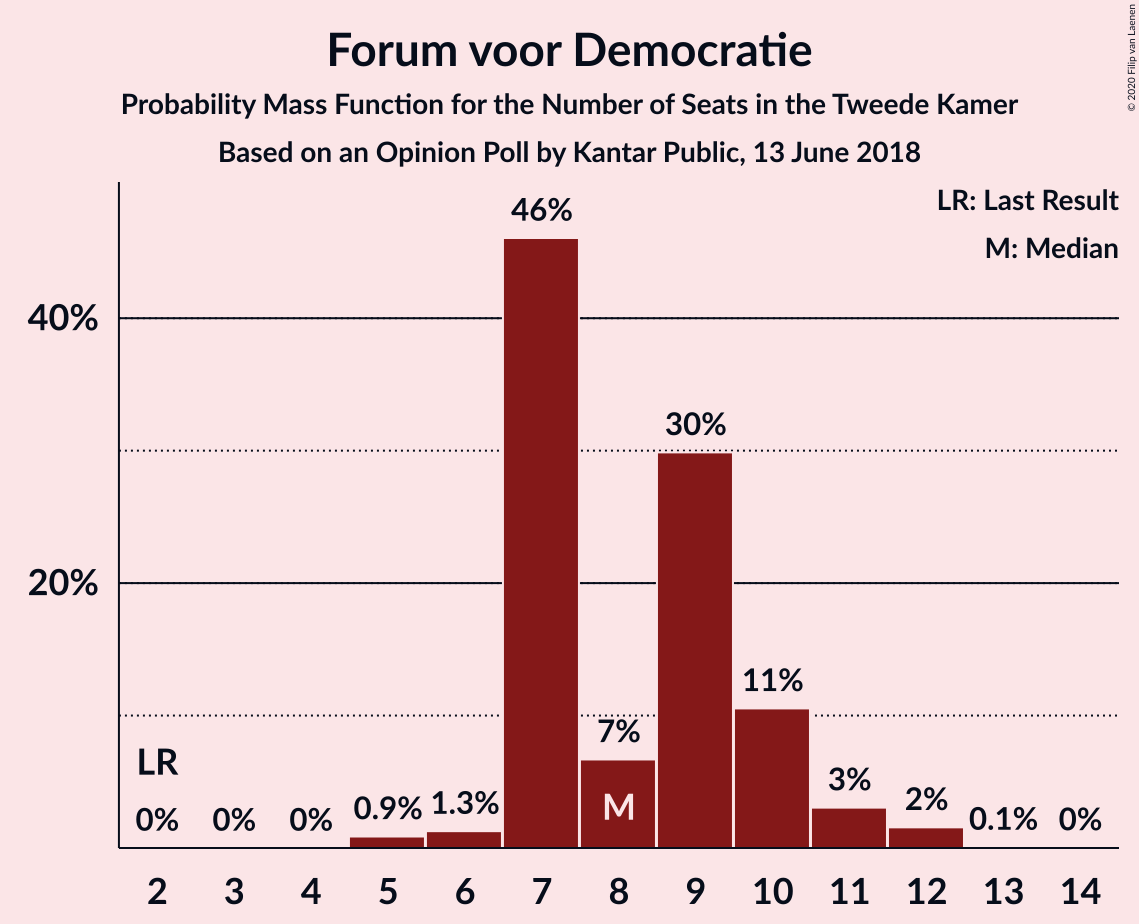 Forum voor Democratie
Probability Mass Function for the Number of Seats in the Tweede Kamer
Based on an Opinion Poll by Kantar Public, 13 June 2018
© 2020 Filip van Laenen
LR: Last Result
M: Median
46%
40%
30%
20%
11%
7%
LR
3%
2%
0% 0% 0% 0.9% 1.3% M 0.1% 0%
2 3 4 5 6 7 8 9 10 11 12 13 14